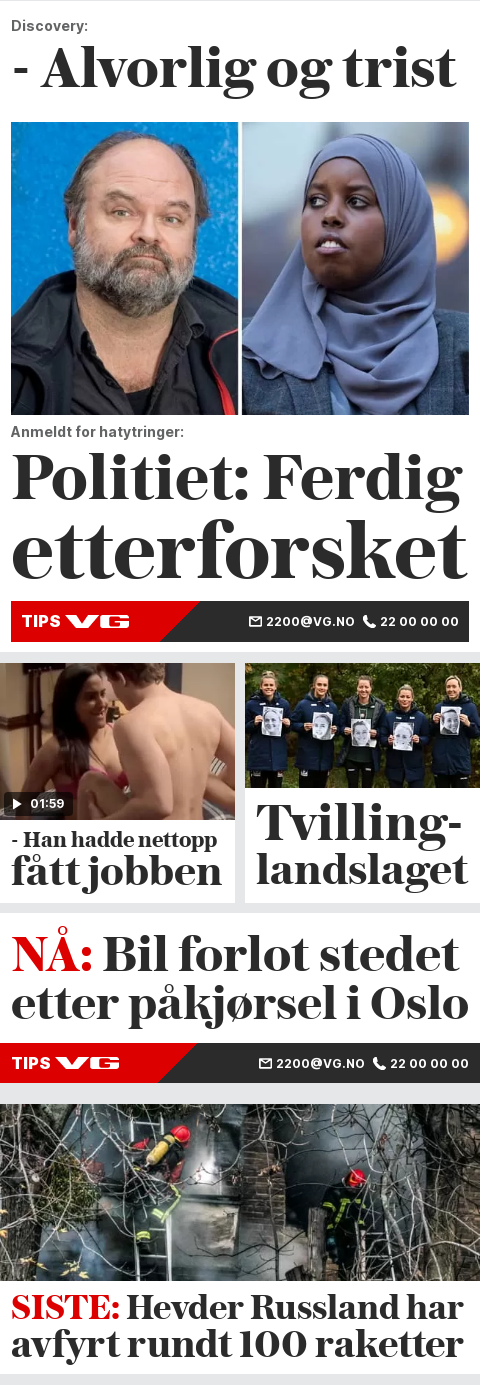 Discovery:
- Alvorlig og trist
Anmeldt for hatytringer:
Politiet: Ferdig
etterforsket
TIPS VG 2200@VG.NO 22 00 00 00
01:59
- Han hadde nettopp
fått jobben
Tvilling-
landslaget
NÅ: Bil forlot stedet
etter påkjørsel i Oslo
TIPS VG 2200@VG.NO 22 00 00 00
SISTE: Hevder Russland har
avfyrt rundt 100 raketter